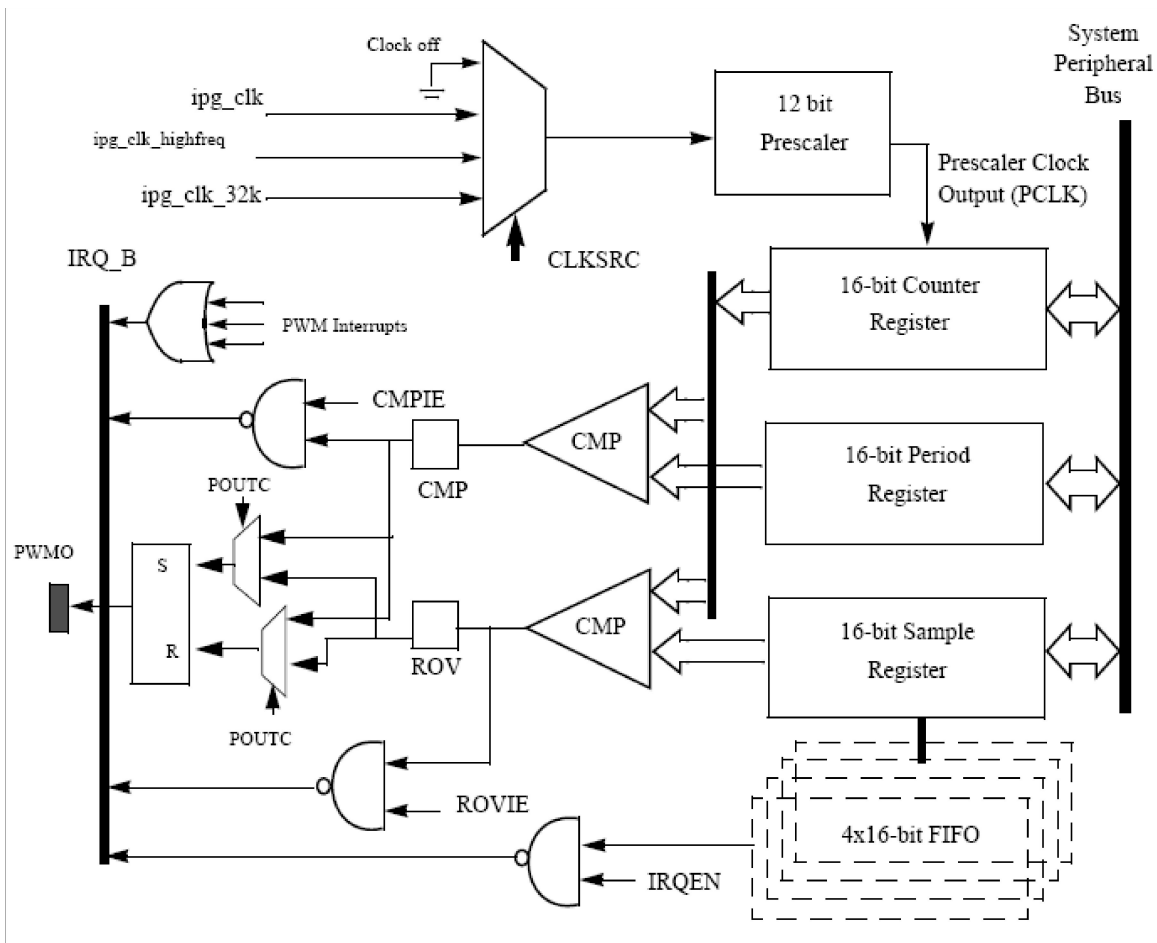 Clock off
ipg_clk
ipg_clk_highfreq
ipg_clk_32k
CLKSRC
12 bit
Prescaler
Prescaler Clock
Output (PCLK)
System
Peripheral
Bus
IRQ_B
PWM Interrupts
16-bit Counter
Register
CMPIE
CMP
CMP
16-bit Period
Register
POUTC
PWMO
S
R
ROV
CMP
16-bit Sample
Register
POUTC
ROVIE
4x16-bit FIFO
IRQEN